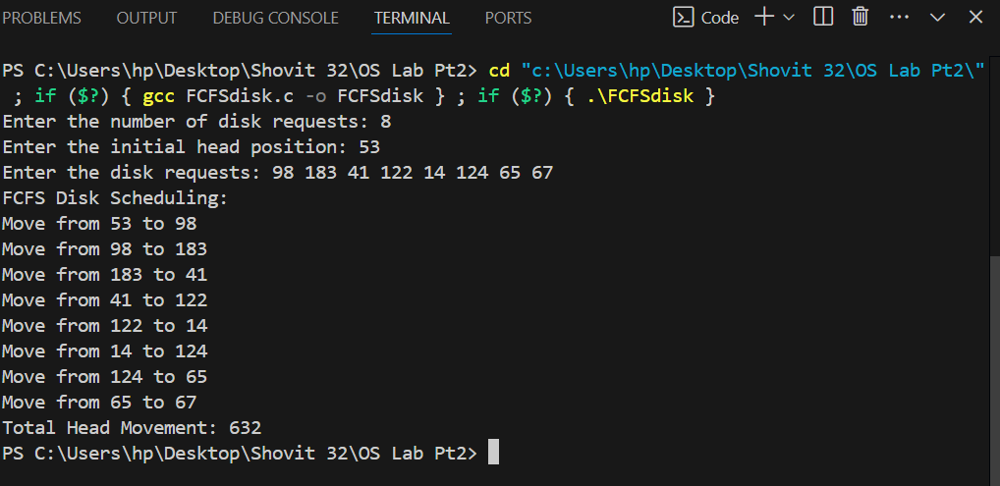 PROBLEMS OUTPUT DEBUG CONSOLE TERMINAL PORTS Code
PS C:\Users\hp\Desktop\Shovit 32\OS Lab Pt2> cd "c:\Users\hp\Desktop\Shovit 32\OS Lab Pt2\"
; if ($?) { gcc FCFSdisk.c -o FCFSdisk } ; if ($?) { .\FCFSdisk }
Enter the number of disk requests: 8
Enter the initial head position: 53
Enter the disk requests: 98 183 41 122 14 124 65 67
FCFS Disk Scheduling:
Move from 53 to 98
Move from 98 to 183
Move from 183 to 41
Move from 41 to 122
Move from 122 to 14
Move from 14 to 124
Move from 124 to 65
Move from 65 to 67
Total Head Movement: 632
PS C:\Users\hp\Desktop\Shovit 32\OS Lab Pt2>